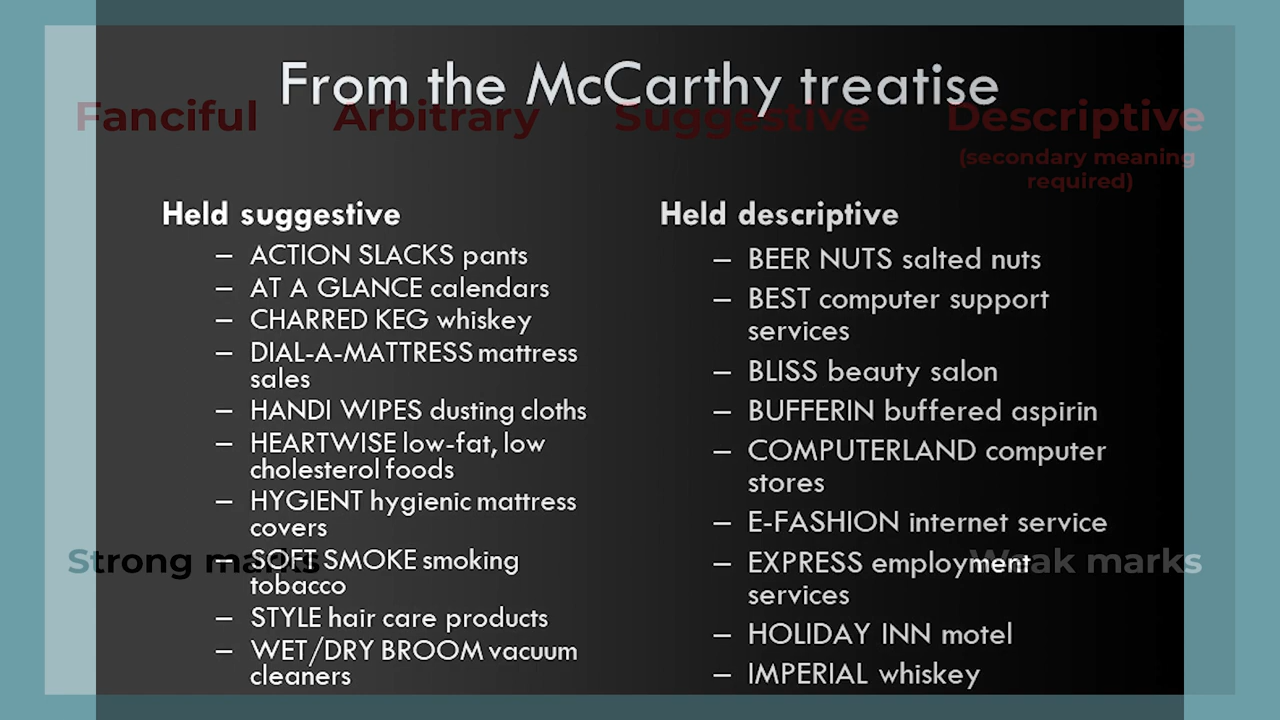 From the McCarthy treatise
Fanciful Arbitrary Suggestive Descriptive
(secondary meaning
required)
Held suggestive
– ACTION SLACKS pants
– AT A GLANCE calendars
– CHARRED KEG whiskey
– DIAL-A-MATTRESS mattress
sales
– HANDI WIPES dusting cloths
– HEARTWISE low-fat, low
cholesterol foods
– HYGIENT hygienic mattress
covers
– SOFT SMOKE smoking
tobacco
– STYLE hair care products
– WET/DRY BROOM vacuum
cleaners
Held descriptive
– BEER NUTS salted nuts
– BEST computer support
services
– BLISS beauty salon
– BUFFERIN buffered aspirin
– COMPUTERLAND computer
stores
– E-FASHION internet service
– EXPRESS employment
services
– HOLIDAY INN motel
– IMPERIAL whiskey
Strong marks
Weak marks